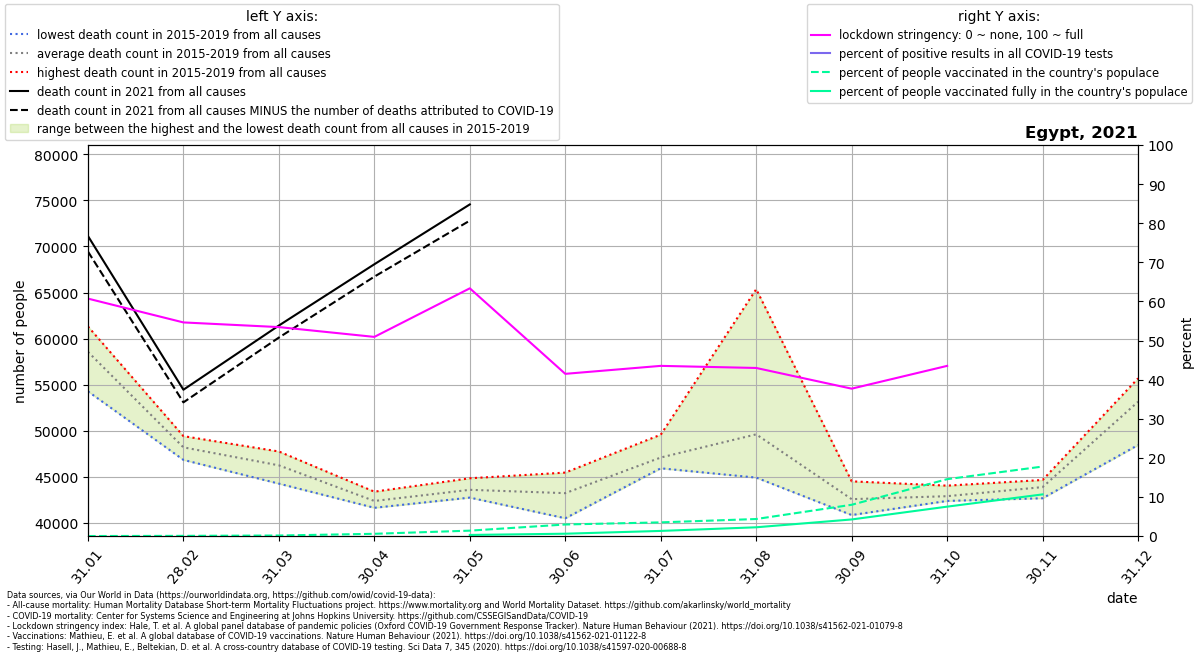 left Y axis:
lowest death count in 2015-2019 from all causes
average death count in 2015-2019 from all causes
highest death count in 2015-2019 from all causes
death count in 2021 from all causes
death count in 2021 from all causes MINUS the number of deaths attributed to COVID-19
range between the highest and the lowest death count from all causes in 2015-2019
right Y axis:
lockdown stringency: 0 ~ none, 100 ~ full
percent of positive results in all COVID-19 tests
percent of people vaccinated in the country's populace
percent of people vaccinated fully in the country's populace
Egypt, 2021
80000
75000
70000
65000
60000
55000
50000
45000
40000
number of people
100
90
80
70
60
50
40
30
20
10
0
percent
31.01
28.02
31.03
30.04
31.05
30.06
31.07
31.08
30.09
31.10
30.11
31.12
date
Data sources, via Our World in Data (https://ourworldindata.org, https://github.com/owid/covid-19-data):
- All-cause mortality: Human Mortality Database Short-term Mortality Fluctuations project. https://www.mortality.org and World Mortality Dataset. https://github.com/akarlinsky/world_mortality
- COVID-19 mortality: Center for Systems Science and Engineering at Johns Hopkins University. https://github.com/CSSEGISandData/COVID-19
- Lockdown stringency index: Hale, T. et al. A global panel database of pandemic policies (Oxford COVID-19 Government Response Tracker). Nature Human Behaviour (2021). https://doi.org/10.1038/s41562-021-01079-8
- Vaccinations: Mathieu, E. et al. A global database of COVID-19 vaccinations. Nature Human Behaviour (2021). https://doi.org/10.1038/s41562-021-01122-8
- Testing: Hasell, J., Mathieu, E., Beltekian, D. et al. A cross-country database of COVID-19 testing. Sci Data 7, 345 (2020). https://doi.org/10.1038/s41597-020-00688-8